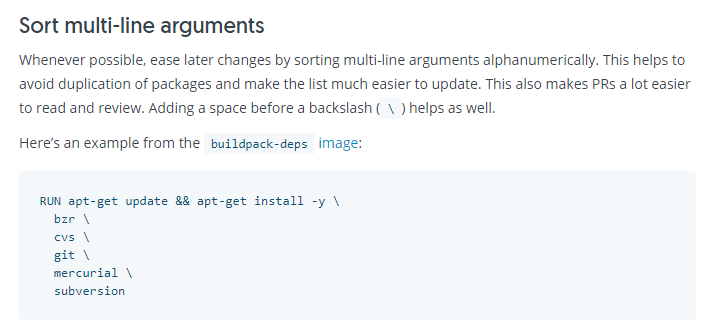 Sort multi-line arguments
Whenever possible, ease later changes by sorting multi-line arguments alphanumerically. This helps to
avoid duplication of packages and make the list much easier to update. This also makes PRs a lot easier
to read and review. Adding a space before a backslash ( \ ) helps as well.
Here’s an example from the buildpack-deps image:
RUN apt-get update && apt-get install -y \
  bzr \
  cvs \
  git \
  mercurial \
  subversion